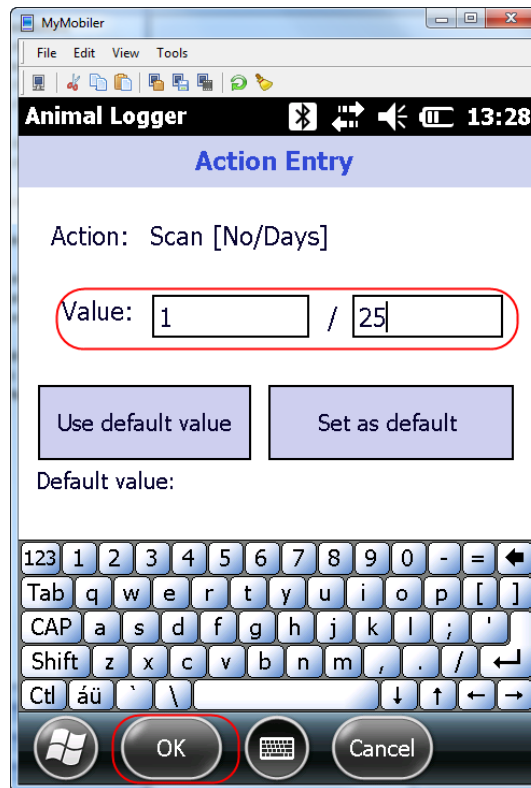 MyMobiler
File Edit View Tools
Animal Logger 13:28
Action Entry
Action: Scan [No/Days]
Value: 1 / 25
Use default value Set as default
Default value:
123 1 2 3 4 5 6 7 8 9 0 - =
Tab q w e r t y u i o p [ ]
CAP a s d f g h j k l ; '
Shift z x c v b n m , . /
Ctl áü ` \
OK Cancel